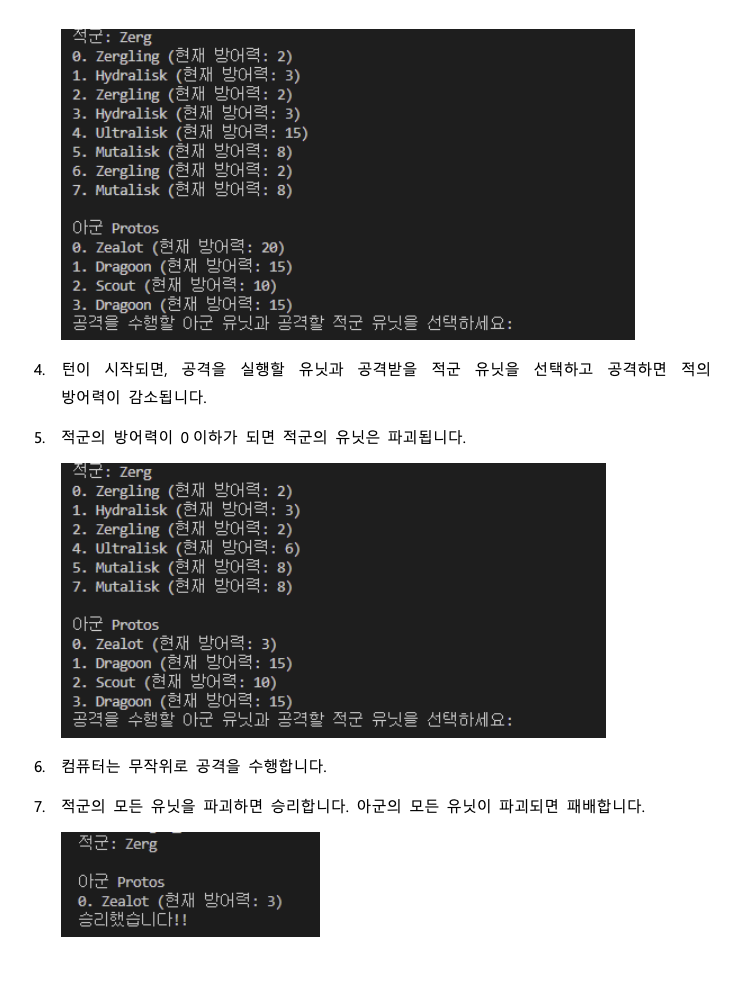 적군: Zerg
0. Zergling (현재 방어력: 2)
1. Hydralisk (현재 방어력: 3)
2. Zergling (현재 방어력: 2)
3. Hydralisk (현재 방어력: 3)
4. Ultralisk (현재 방어력: 15)
5. Mutalisk (현재 방어력: 8)
6. Zergling (현재 방어력: 2)
7. Mutalisk (현재 방어력: 8)
아군 Protos
0. Zealot (현재 방어력: 20)
1. Dragoon (현재 방어력: 15)
2. Scout (현재 방어력: 10)
3. Dragoon (현재 방어력: 15)
공격을 수행할 아군 유닛과 공격할 적군 유닛을 선택하세요:
4. 턴이 시작되면, 공격을 실행할 유닛과 공격받을 적군 유닛을 선택하고 공격하면 적의
방어력이 감소됩니다.
5. 적군의 방어력이 0이하가 되면 적군의 유닛은 파괴됩니다.
적군: Zerg
0. Zergling (현재 방어력: 2)
1. Hydralisk (현재 방어력: 3)
2. Zergling (현재 방어력: 2)
4. Ultralisk (현재 방어력: 6)
5. Mutalisk (현재 방어력: 8)
7. Mutalisk (현재 방어력: 8)
아군 Protos
0. Zealot (현재 방어력: 3)
1. Dragoon (현재 방어력: 15)
2. Scout (현재 방어력: 10)
3. Dragoon (현재 방어력: 15)
공격을 수행할 아군 유닛과 공격할 적군 유닛을 선택하세요:
6. 컴퓨터는 무작위로 공격을 수행합니다.
7. 적군의 모든 유닛을 파괴하면 승리합니다. 아군의 모든 유닛이 파괴되면 패배합니다.
적군: Zerg
아군 Protos
0. Zealot (현재 방어력: 3)
승리했습니다!!